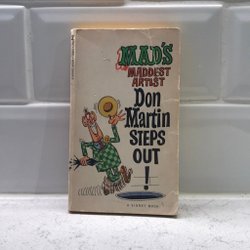 MAD'S
MADDEST
ARTIST
Don
Martin
STEPS
OUT!
A SIGNET BOOK